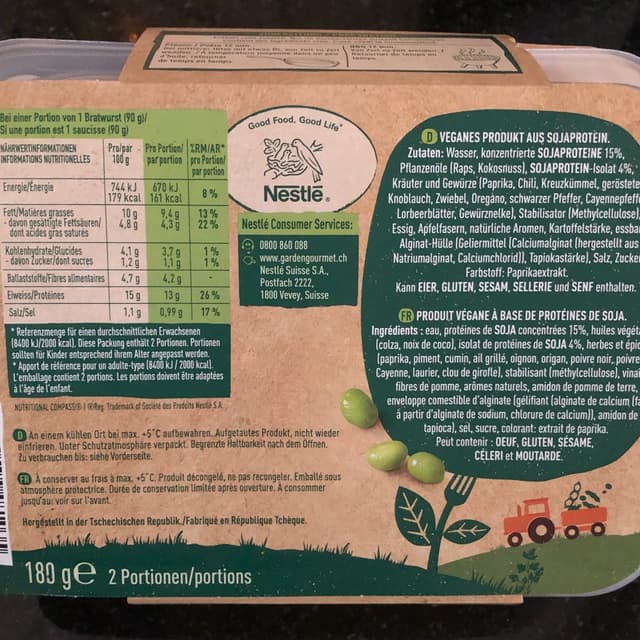 Bei einer Portion von 1 Bratwurst (90 g)/
Si une portion est 1 saucisse (90 g)
NÄHRWERTINFORMATIONEN
INFORMATIONS NUTRITIONELLES
Pro/par
100 g
Pro Portion/
par portion
%RM/AR*
pro Portion/
par portion
Energie/Énergie 744 kJ 670 kJ 8 %
179 kcal 161 kcal
Fett/Matières grasses 10 g 9,4 g 13 %
- davon gesättigte Fettsäuren/ 4,8 g 4,3 g 22 %
dont acides gras saturés
Kohlenhydrate/Glucides 4,1 g 3,7 g 1 %
- davon Zucker/dont sucres 1,2 g 1,1 g 1 %
Ballaststoffe/Fibres alimentaires 4,7 g 4,2 g -
Eiweiss/Protéines 15 g 13 g 26 %
Salz/Sel 1,1 g 0,99 g 17 %
* Referenzmenge für einen durchschnittlichen Erwachsenen
(8400 kJ/2000 kcal). Diese Packung enthält 2 Portionen. Portionen
sollten für Kinder entsprechend ihrem Alter angepasst werden.
* Apport de référence pour un adulte-type (8400 kJ / 2000 kcal).
L'emballage contient 2 portions. Les portions doivent être adaptées
à l'âge de l'enfant.
NUTRITIONAL COMPASS® / ®Reg. Trademark of Société des Produits Nestlé S.A.
Good Food, Good Life
Nestlé®
Nestlé Consumer Services:
0800 860 088
www.gardengourmet.ch
Nestlé Suisse S.A.,
Postfach 2222,
1800 Vevey, Suisse
D VEGANES PRODUKT AUS SOJAPROTEIN.
Zutaten: Wasser, konzentrierte SOJAPROTEINE 15%,
Pflanzenöle (Raps, Kokosnuss), SOJAPROTEIN-Isolat 4%,
Kräuter und Gewürze (Paprika, Chili, Kreuzkümmel, geröstete
Knoblauch, Zwiebel, Oregano, schwarzer Pfeffer, Cayennepfeffer
Lorbeerblätter, Gewürznelke), Stabilisator (Methylcellulose)
Essig, Apfelfasern, natürliche Aromen, Kartoffelstärke, essba
Alginat-Hülle (Geliermittel (Calciumalginat (hergestellt aus
Natriumalginat, Calciumchlorid)), Tapiokastärke), Salz, Zucker
Farbstoff: Paprikaextrakt.
Kann EIER, GLUTEN, SESAM, SELLERIE und SENF enthalten.
FR PRODUIT VÉGANE À BASE DE PROTÉINES DE SOJA.
Ingrédients : eau, protéines de SOJA concentrées 15%, huiles végéta
(colza, noix de coco), isolat de protéines de SOJA 4%, herbes et épic
(paprika, piment, cumin, ail grillé, oignon, origan, poivre noir, poivre
Cayenne, laurier, clou de girofle), stabilisant (méthylcellulose), vinai
fibres de pomme, arômes naturels, amidon de pomme de terre,
enveloppe comestible d'alginate (gélifiant (alginate de calcium (fa
à partir d'alginate de sodium, chlorure de calcium)), amidon de
tapioca), sel, sucre, colorant: extrait de paprika.
Peut contenir : OEUF, GLUTEN, SÉSAME,
CÉLERI et MOUTARDE.
D An einem kühlen Ort bei max. +5°C aufbewahren. Aufgetautes Produkt, nicht wieder
einfrieren. Unter Schutzatmosphäre verpackt. Begrenzte Haltbarkeit nach dem Öffnen.
Zu verbrauchen bis: siehe Vorderseite.
FR À conserver au frais à max. +5°C. Produit décongelé, ne pas recongeler. Emballé sous
atmosphère protectrice. Durée de conservation limitée après ouverture. À consommer
jusqu'au: voir sur l'avant.
Hergestellt in der Tschechischen Republik./Fabriqué en République Tchèque.
180 g e 2 Portionen/portions